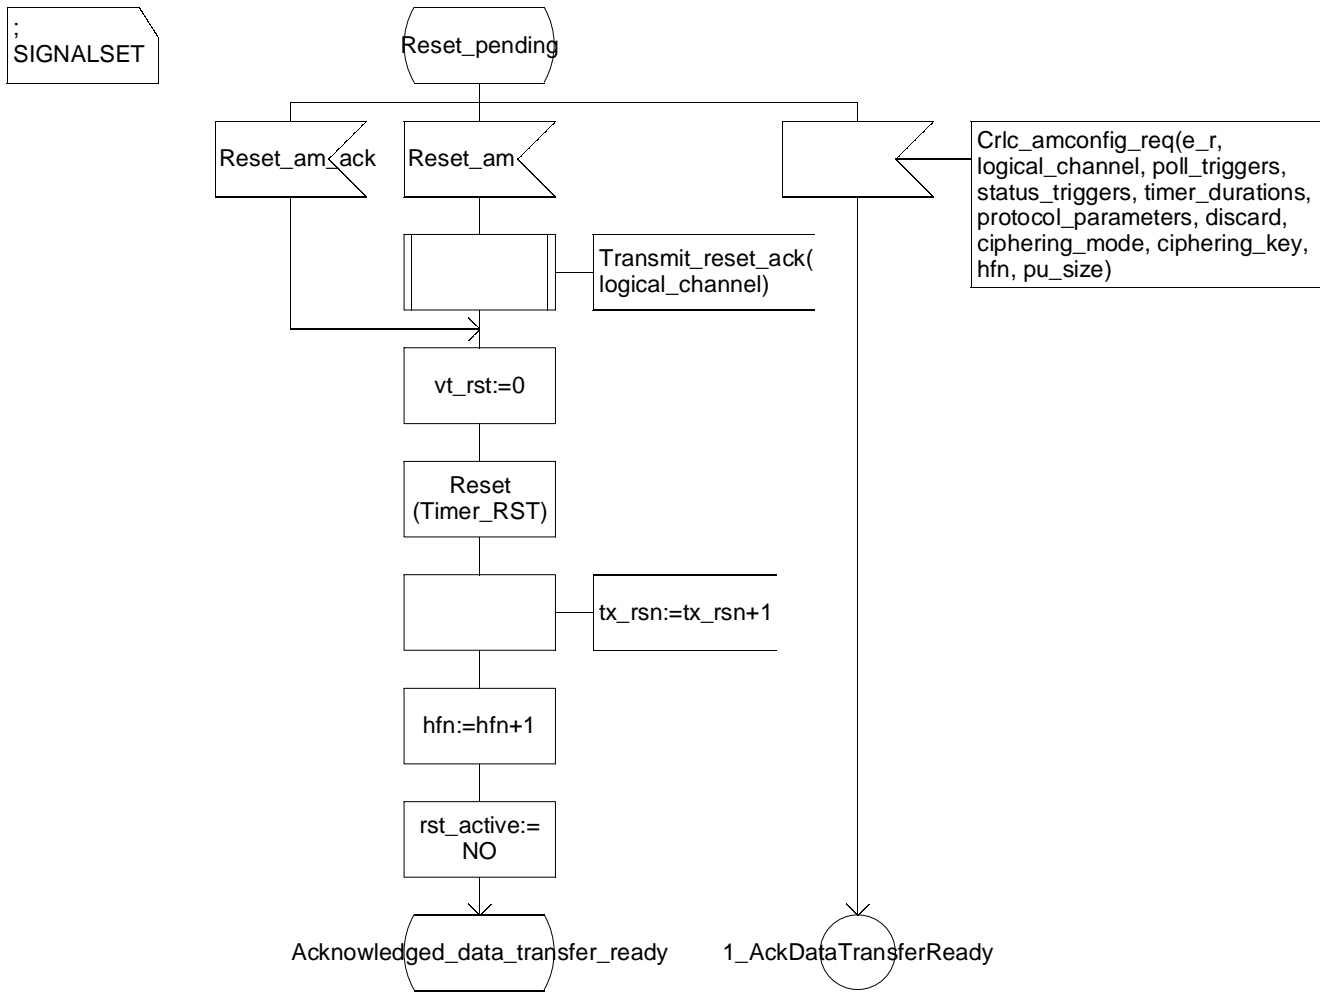 ;
SIGNALSET
Reset_pending
Reset_am_ack
Reset_am
Crlc_amconfig_req(e_r,
logical_channel, poll_triggers,
status_triggers, timer_durations,
protocol_parameters, discard,
ciphering_mode, ciphering_key,
hfn, pu_size)
Transmit_reset_ack(
logical_channel)
vt_rst:=0
Reset
(Timer_RST)
tx_rsn:=tx_rsn+1
hfn:=hfn+1
rst_active:=
NO
Acknowledged_data_transfer_ready
1_AckDataTransferReady